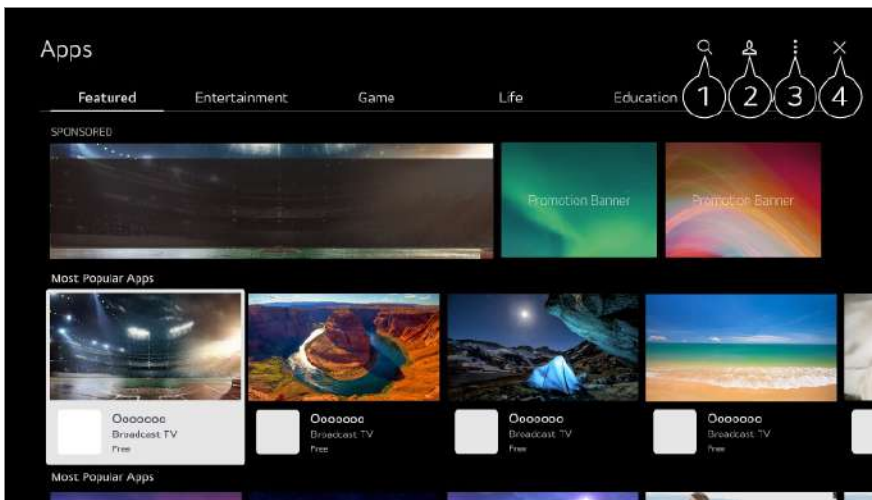 Apps
1 2 3 4
Featured Entertainment Game Life Education
SPONSORED
Promotion Banner Promotion Banner
Most Popular Apps
Ooooooo Ooooooo Ooooooo Ooooooo
Broadcast TV Broadcast TV Broadcast TV Broadcast TV
Free Free Free Free
Most Popular Apps